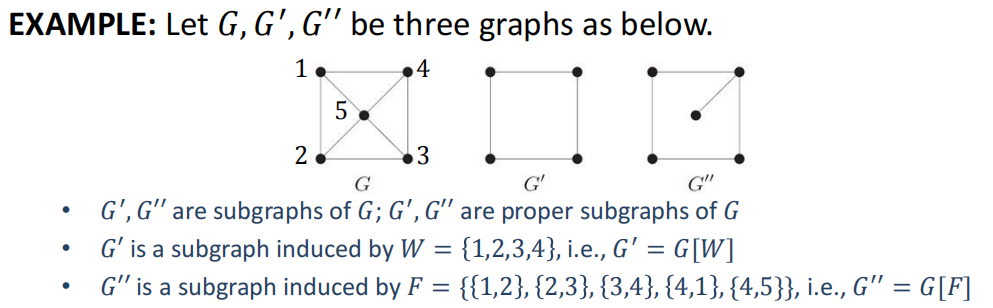 EXAMPLE: Let G, G′, G′′ be three graphs as below.
1 4
5
2 3
G G′ G′′
• G′, G′′ are subgraphs of G; G′, G′′ are proper subgraphs of G
• G′ is a subgraph induced by W = {1,2,3,4}, i.e., G′ = G[W]
• G′′ is a subgraph induced by F = {{1,2}, {2,3}, {3,4}, {4,1}, {4,5}}, i.e., G′′ = G[F]